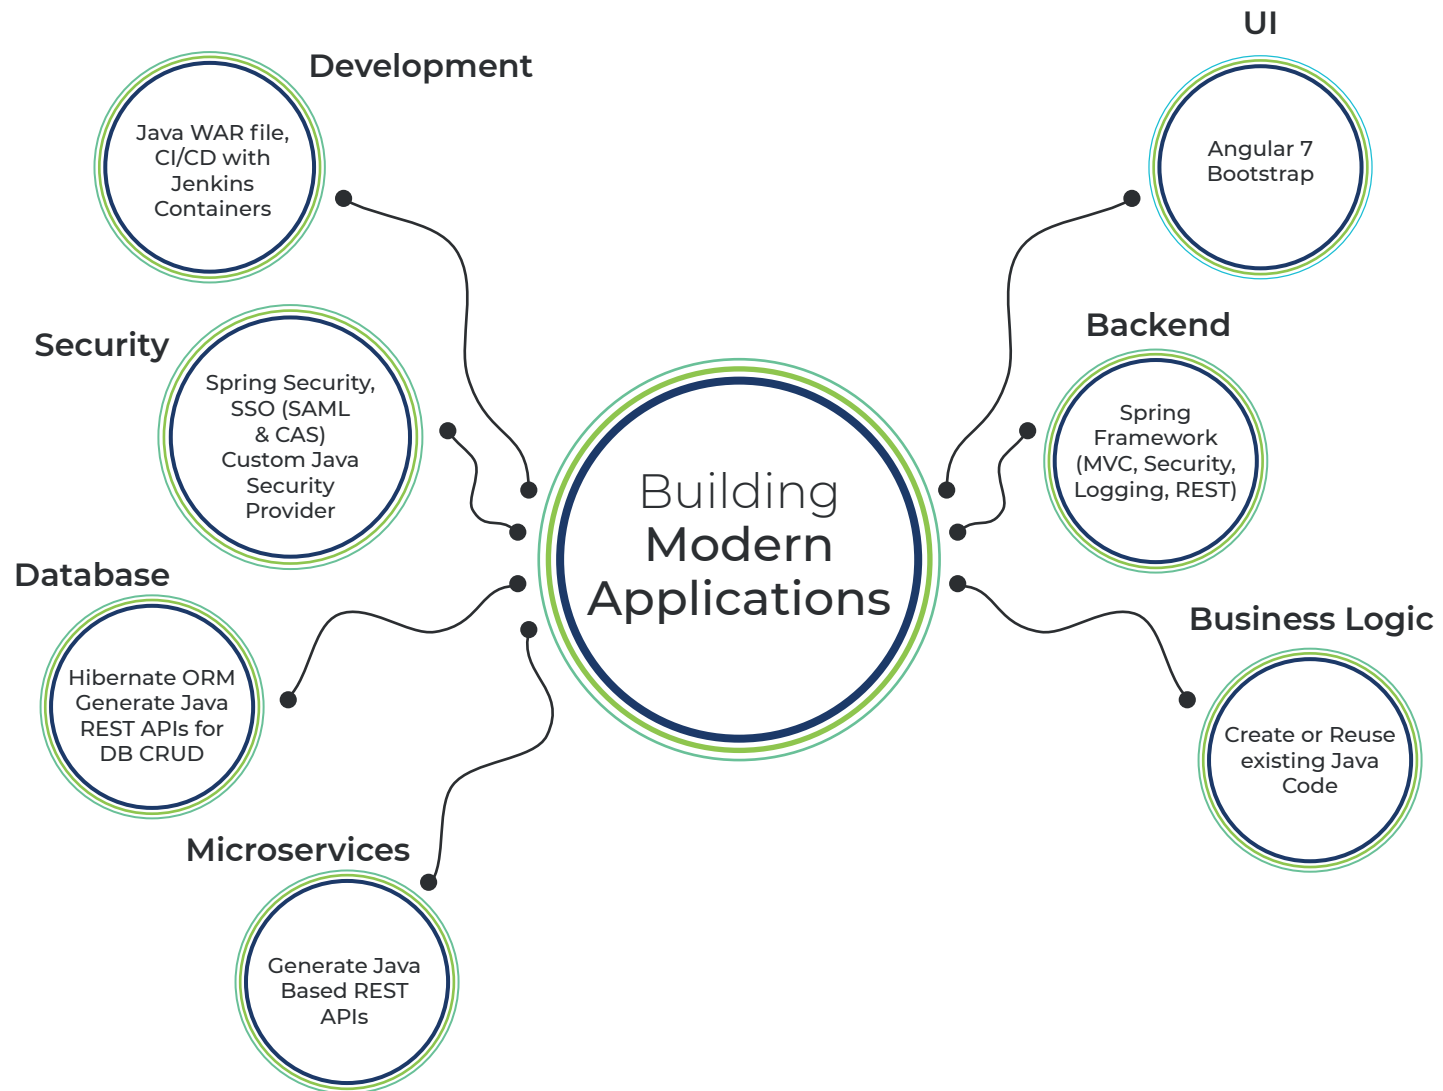 Development
Java WAR file,
CI/CD with
Jenkins
Containers
Security
Spring Security,
SSO (SAML
& CAS)
Custom Java
Security
Provider
Database
Hibernate ORM
Generate Java
REST APIs for
DB CRUD
Microservices
Generate Java
Based REST
APIs
Building
Modern
Applications
UI
Angular 7
Bootstrap
Backend
Spring
Framework
(MVC, Security,
Logging, REST)
Business Logic
Create or Reuse
existing Java
Code